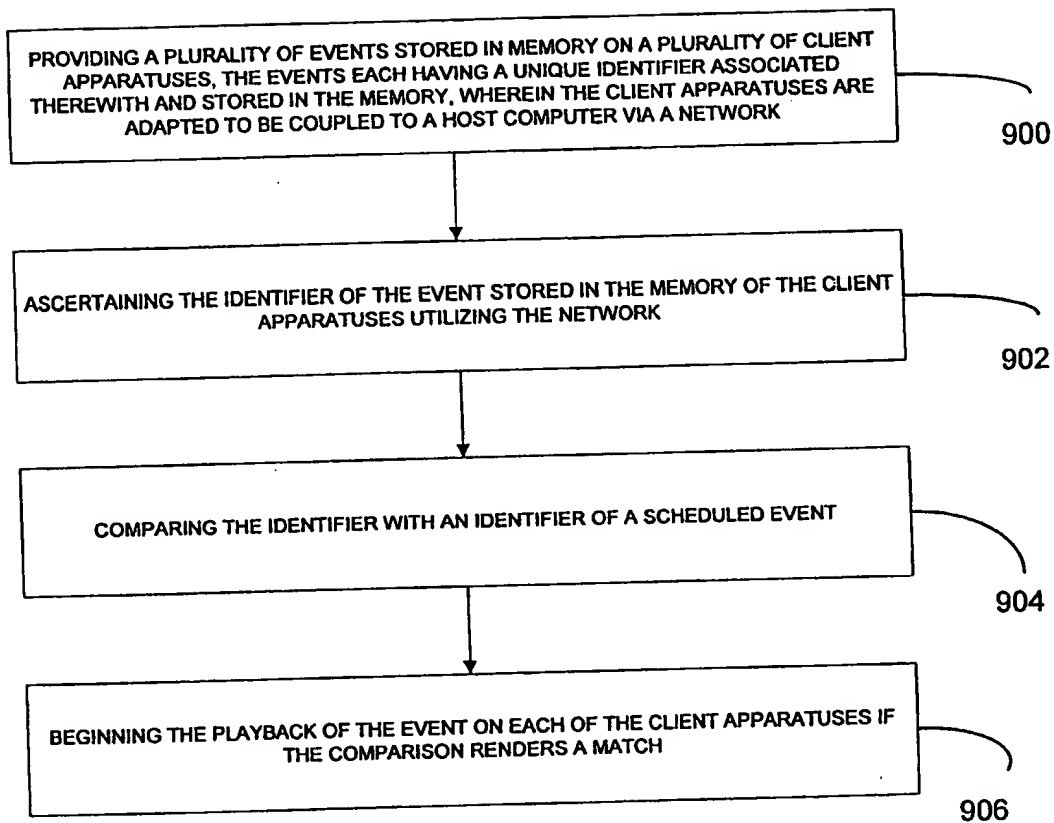 PROVIDING A PLURALITY OF EVENTS STORED IN MEMORY ON A PLURALITY OF CLIENT
APPARATUSES, THE EVENTS EACH HAVING A UNIQUE IDENTIFIER ASSOCIATED
THEREWITH AND STORED IN THE MEMORY, WHEREIN THE CLIENT APPARATUSES ARE
ADAPTED TO BE COUPLED TO A HOST COMPUTER VIA A NETWORK
900
ASCERTAINING THE IDENTIFIER OF THE EVENT STORED IN THE MEMORY OF THE CLIENT
APPARATUSES UTILIZING THE NETWORK
902
COMPARING THE IDENTIFIER WITH AN IDENTIFIER OF A SCHEDULED EVENT
904
BEGINNING THE PLAYBACK OF THE EVENT ON EACH OF THE CLIENT APPARATUSES IF
THE COMPARISON RENDERS A MATCH
906